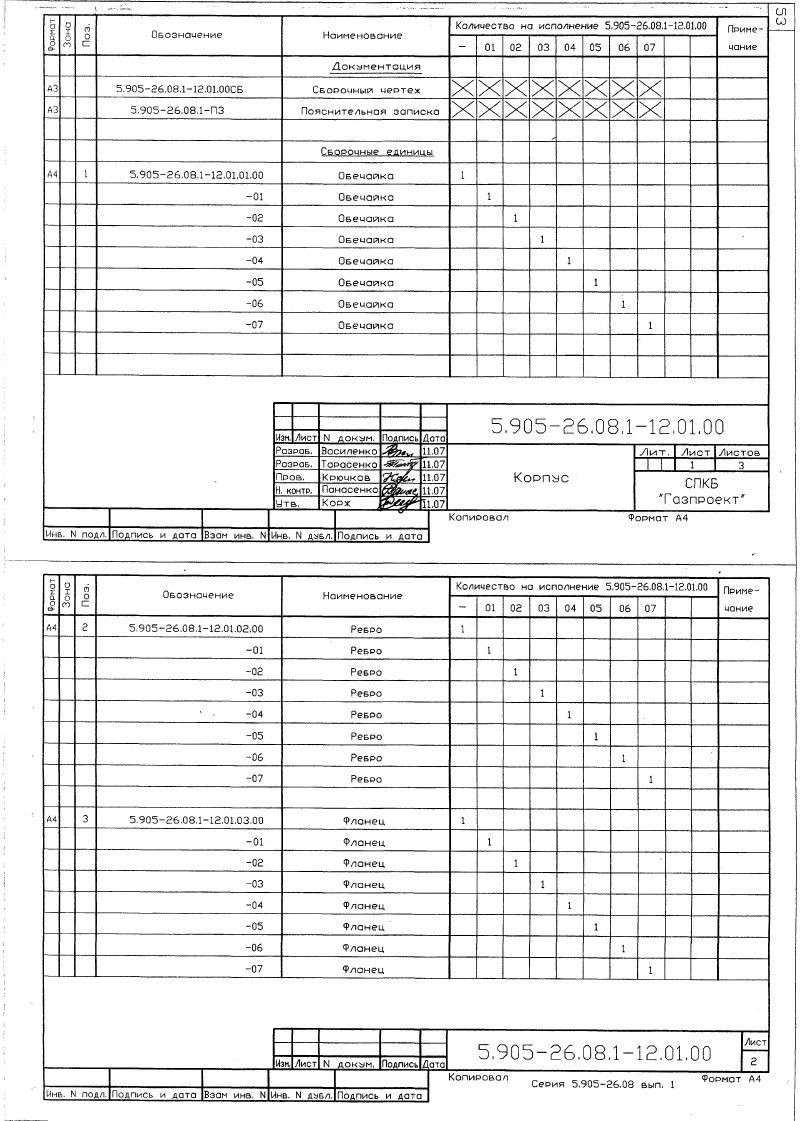 53
Формат Зона Поз. Обозначение Наименование Количество на исполнение 5.905-26.08.1-12.01.00 Приме-
чание
– 01 02 03 04 05 06 07
Документация
А3 5.905-26.08.1-12.01.00СБ Сборочный чертеж
А3 5.905-26.08.1-ПЗ Пояснительная записка
Сборочные единицы
А4 1 5.905-26.08.1-12.01.01.00 Обечайка 1
-01 Обечайка 1
-02 Обечайка 1
-03 Обечайка 1
-04 Обечайка 1
-05 Обечайка 1
-06 Обечайка 1
-07 Обечайка 1
5.905-26.08.1-12.01.00
Изм. Лист N докум. Подпись Дата
Разраб. Василенко 11.07
Разраб. Тарасенко 11.07
Пров. Крючков 11.07
Н. контр. Панасенко 11.07
Утв. Корж 11.07
Корпус
Лит. Лист Листов
1 3
СПКБ
"Газпроект"
Копировал Формат А4
Инв. N подл. Подпись и дата Взам инв. N Инв. N дубл. Подпись и дата
Формат Зона Поз. Обозначение Наименование Количество на исполнение 5.905-26.08.1-12.01.00 Приме-
чание
– 01 02 03 04 05 06 07
А4 2 5.905-26.08.1-12.01.02.00 Ребро 1
-01 Ребро 1
-02 Ребро 1
-03 Ребро 1
-04 Ребро 1
-05 Ребро 1
-06 Ребро 1
-07 Ребро 1
А4 3 5.905-26.08.1-12.01.03.00 Фланец 1
-01 Фланец 1
-02 Фланец 1
-03 Фланец 1
-04 Фланец 1
-05 Фланец 1
-06 Фланец 1
-07 Фланец 1
5.905-26.08.1-12.01.00
Лист
2
Изм. Лист N докум. Подпись Дата
Копировал Серия 5.905-26.08 вып. 1 Формат А4
Инв. N подл. Подпись и дата Взам инв. N Инв. N дубл. Подпись и дата